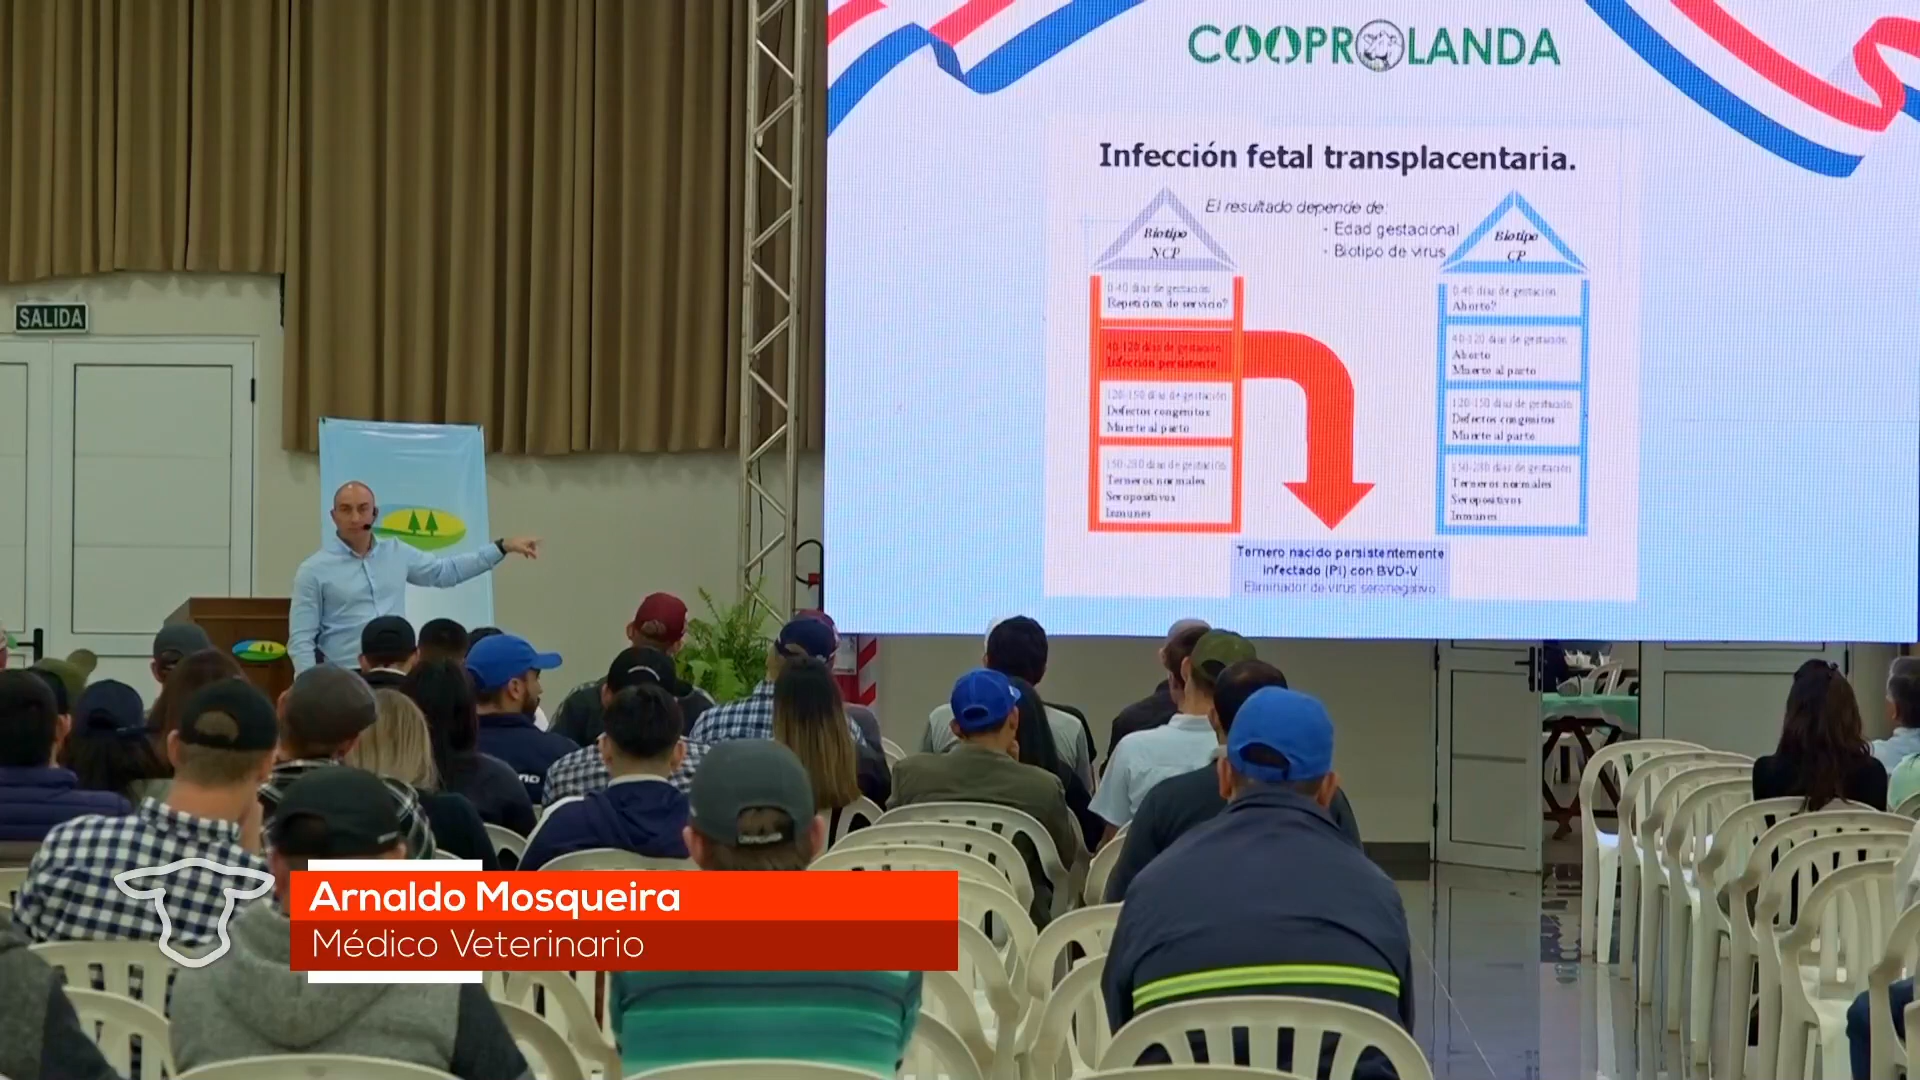 COOPROLANDA
Infección fetal transplacentaria.
El resultado depende de:
- Edad gestacional
- Biotipo de virus
Biotipo
NCP
0-40 días de gestación
Repeticion de servicio?
40-120 días de gestación
Infección persistente
120-150 días de gestación
Defectos congenitos
Muerte al parto
150-280 días de gestación
Terneros normales
Seropositivos
Inmunes
Biotipo
CP
0-40 días de gestación
Aborto?
40-120 días de gestación
Aborto
Muerte al parto
120-150 días de gestación
Defectos congenitos
Muerte al parto
150-280 días de gestación
Terneros normales
Seropositivos
Inmunes
Ternero nacido persistentemente
infectado (PI) con BVD-V
Eliminador de virus seronegativo
SALIDA
Arnaldo Mosqueira
Médico Veterinario